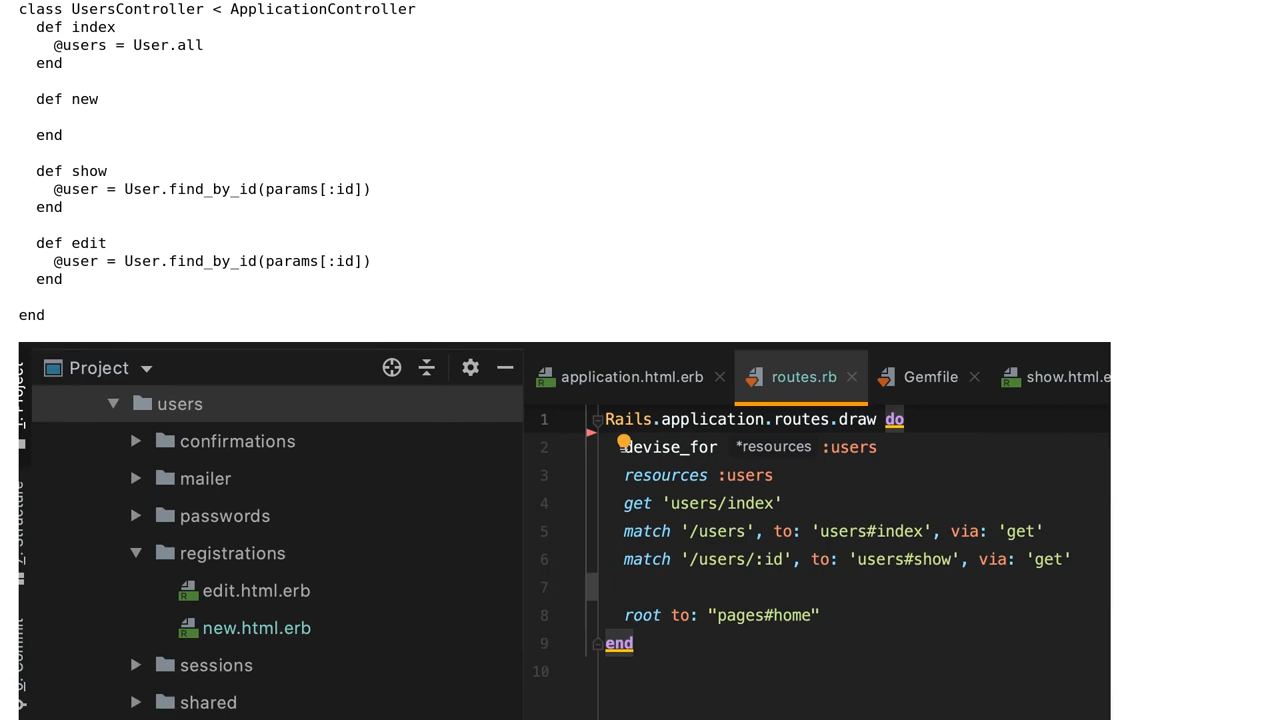 class UsersController < ApplicationController
  def index
    @users = User.all
  end

  def new

  end

  def show
    @user = User.find_by_id(params[:id])
  end

  def edit
    @user = User.find_by_id(params[:id])
  end

end
Project
users
confirmations
mailer
passwords
registrations
edit.html.erb
new.html.erb
sessions
shared
application.html.erb
routes.rb
Gemfile
show.html.e
1 Rails.application.routes.draw do
2 devise_for *resources :users
3 resources :users
4 get 'users/index'
5 match '/users', to: 'users#index', via: 'get'
6 match '/users/:id', to: 'users#show', via: 'get'
7
8 root to: "pages#home"
9 end
10